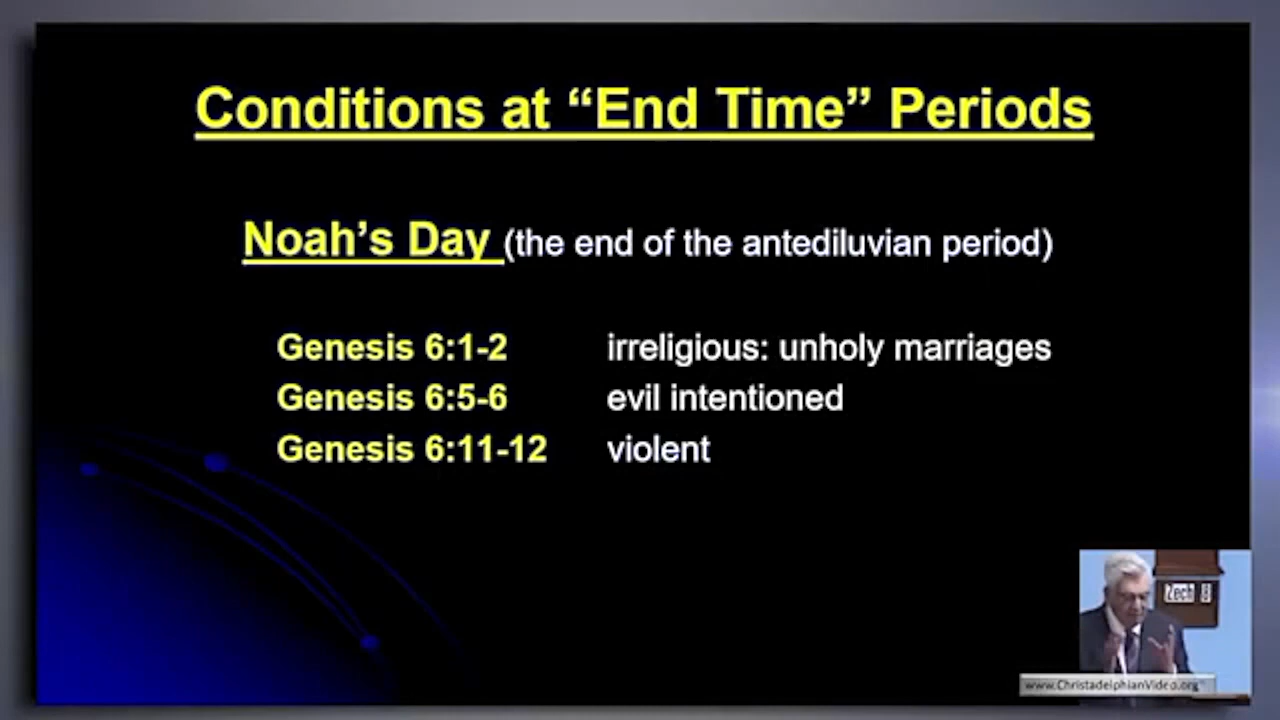 Conditions at “End Time” Periods
Noah’s Day (the end of the antediluvian period)
Genesis 6:1-2 irreligious: unholy marriages
Genesis 6:5-6 evil intentioned
Genesis 6:11-12 violent
Zech 8
www.ChristadelphianVideo.org